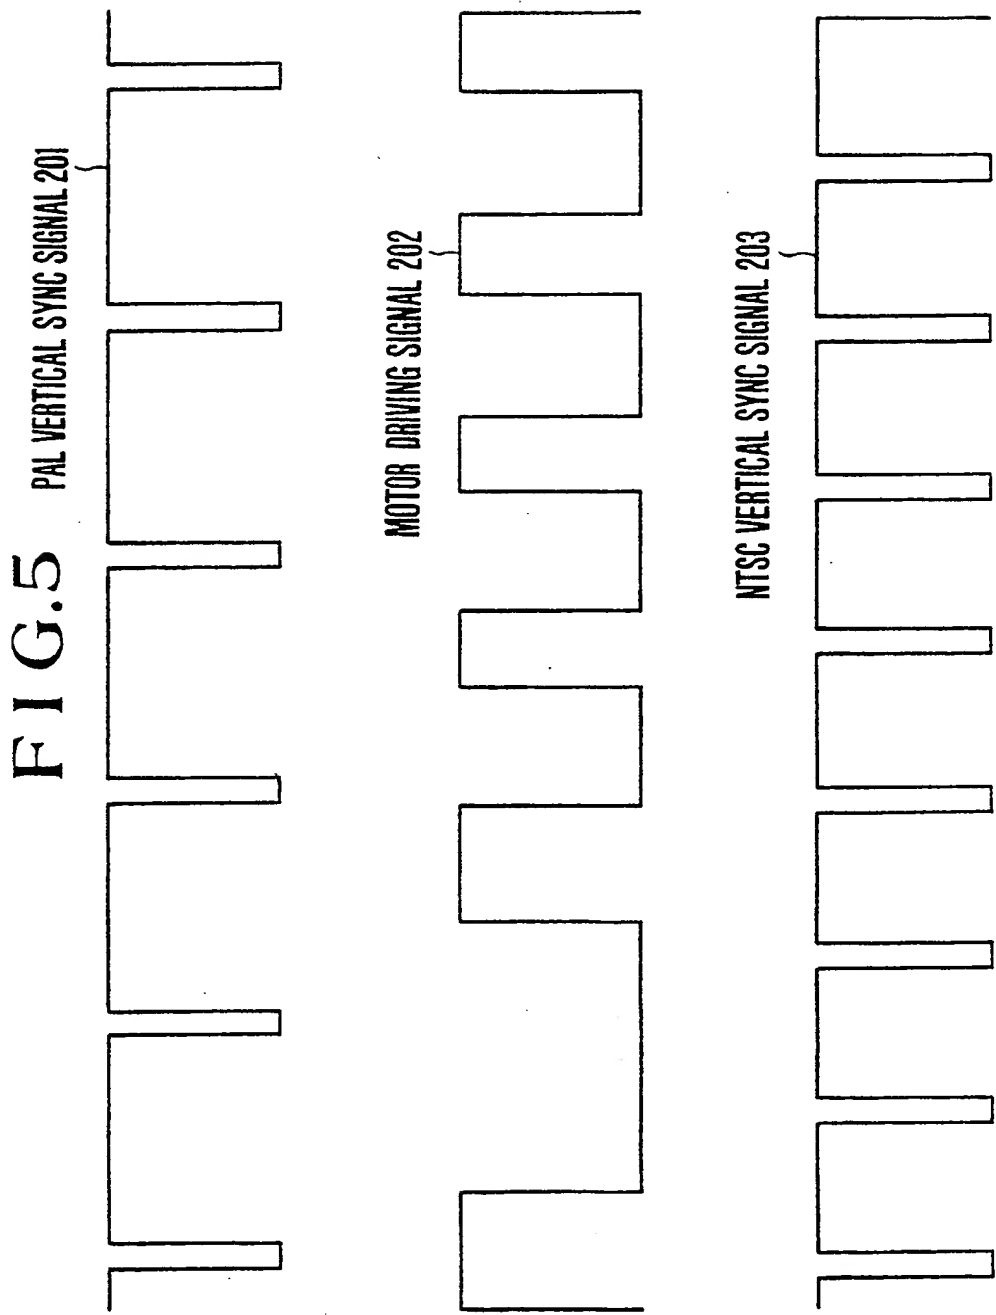 FIG.5
PAL VERTICAL SYNC SIGNAL 201
MOTOR DRIVING SIGNAL 202
NTSC VERTICAL SYNC SIGNAL 203